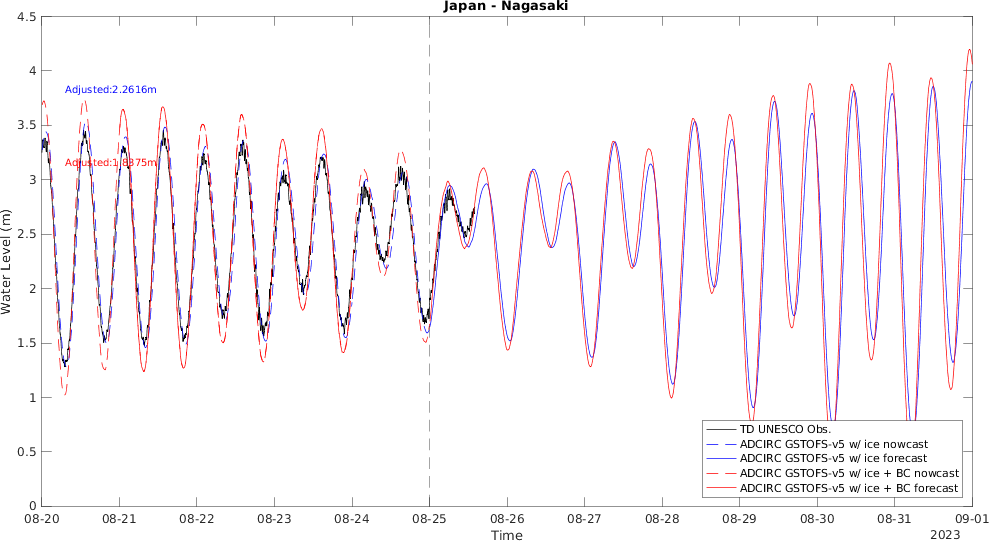 Japan - Nagasaki
4.5
4
3.5
3
2.5
2
1.5
1
0.5
0
Water Level (m)
Adjusted:2.2616m
Adjusted:1.8375m
TD UNESCO Obs.
ADCIRC GSTOFS-v5 w/ ice nowcast
ADCIRC GSTOFS-v5 w/ ice forecast
ADCIRC GSTOFS-v5 w/ ice + BC nowcast
ADCIRC GSTOFS-v5 w/ ice + BC forecast
08-20 08-21 08-22 08-23 08-24 08-25 08-26 08-27 08-28 08-29 08-30 08-31 09-01
Time
2023